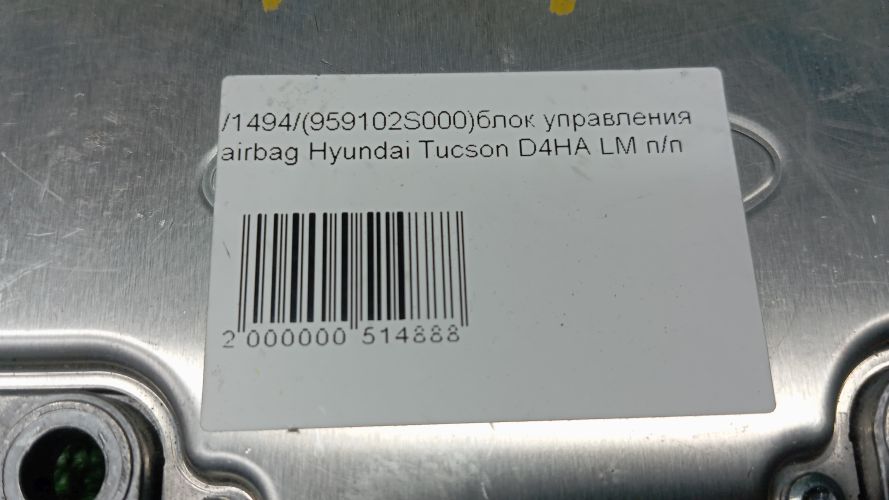 /1494/(959102S000)блок управления
airbag Hyundai Tucson D4HA LM п/п
2 000000 514888